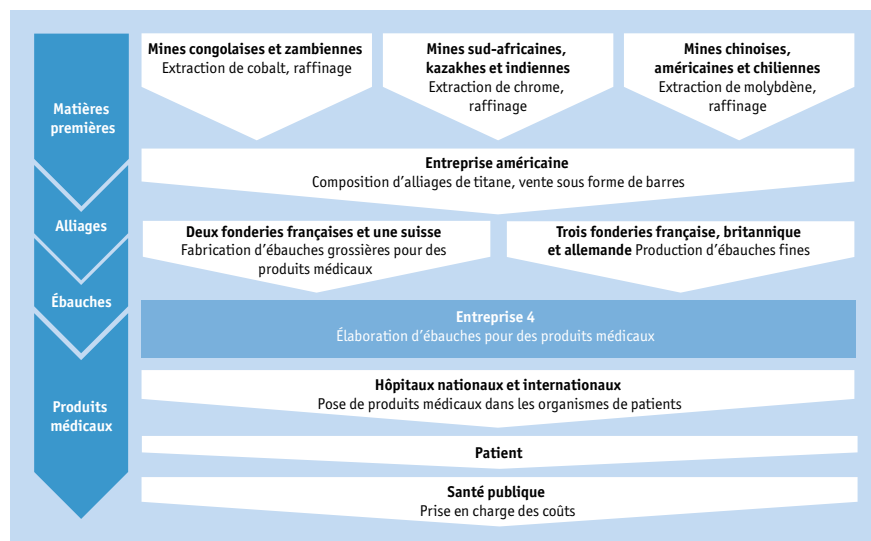 Matières
premières
Mines congolaises et zambiennes
Extraction de cobalt, raffinage
Mines sud-africaines,
kazakhes et indiennes
Extraction de chrome,
raffinage
Mines chinoises,
américaines et chiliennes
Extraction de molybdène,
raffinage
Entreprise américaine
Composition d’alliages de titane, vente sous forme de barres
Alliages
Deux fonderies françaises et une suisse
Fabrication d’ébauches grossières pour des
produits médicaux
Trois fonderies française, britannique
et allemande Production d’ébauches fines
Ébauches
Entreprise 4
Élaboration d’ébauches pour des produits médicaux
Produits
médicaux
Hôpitaux nationaux et internationaux
Pose de produits médicaux dans les organismes de patients
Patient
Santé publique
Prise en charge des coûts